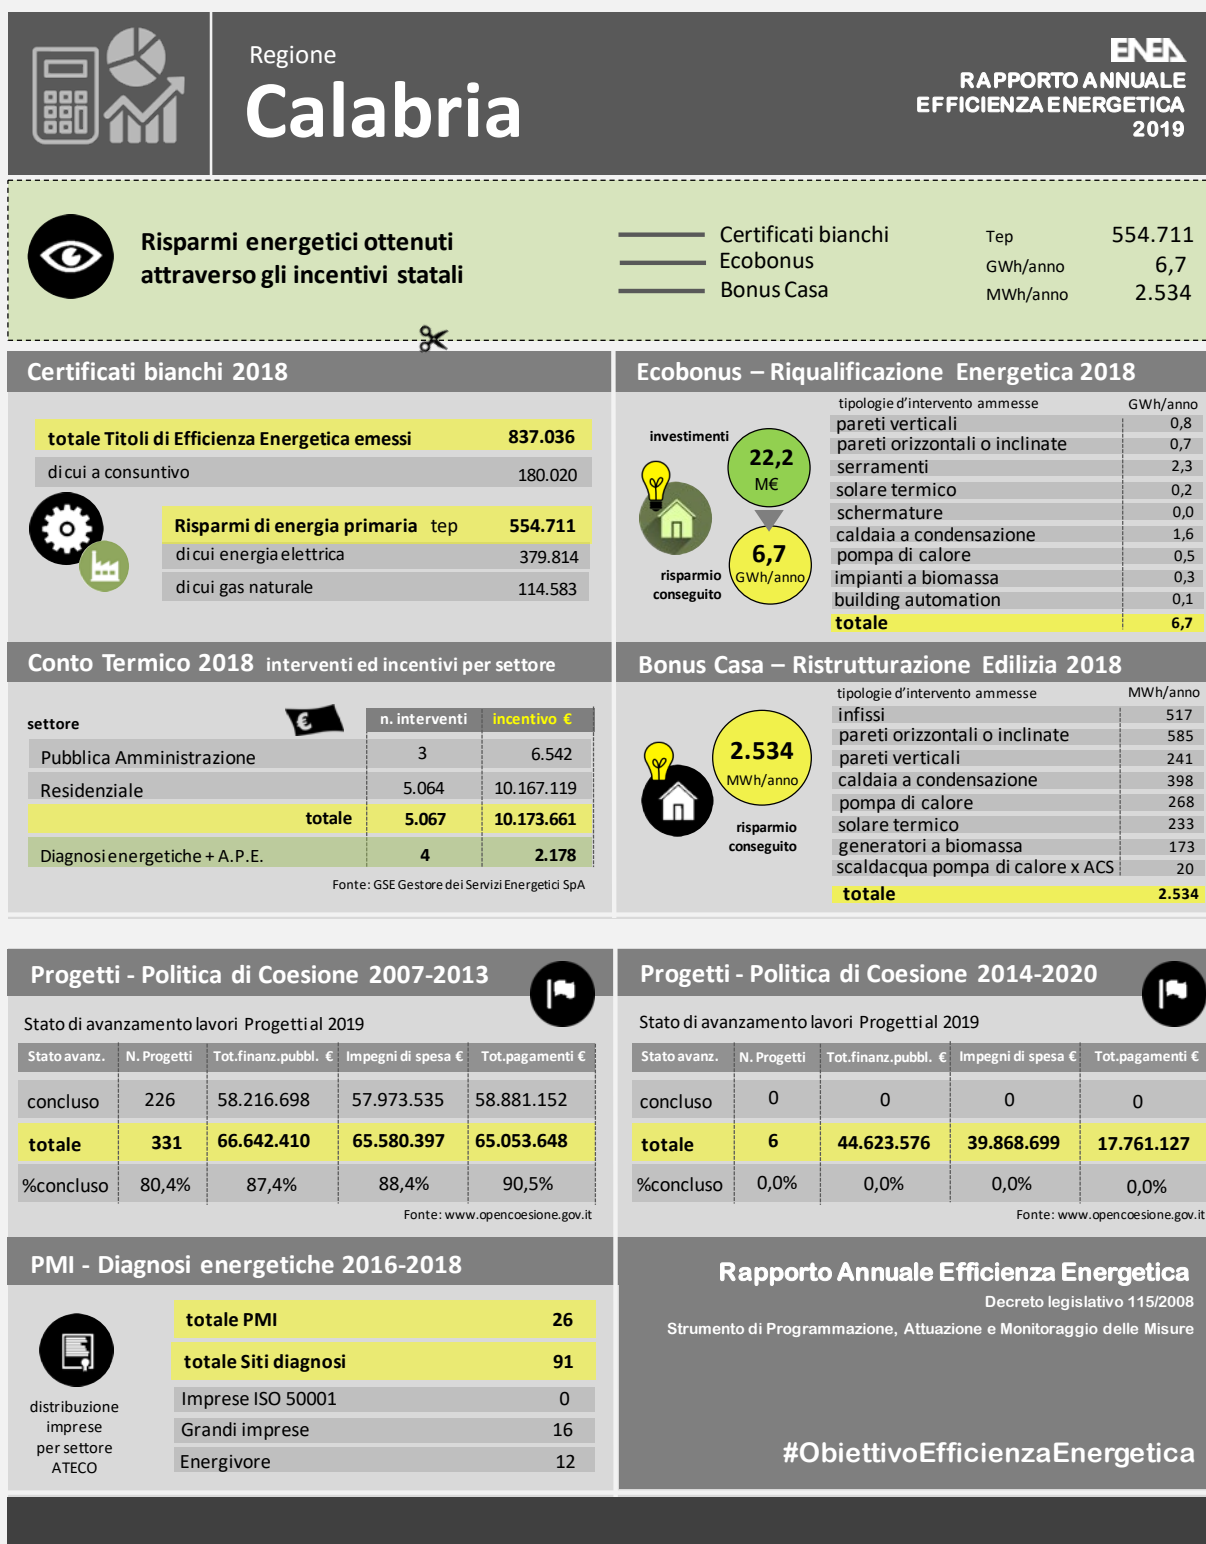 Regione
Calabria
ENEA
RAPPORTO ANNUALE
EFFICIENZA ENERGETICA
2019
Risparmi energetici ottenuti
attraverso gli incentivi statali
Certificati bianchi Tep 554.711
Ecobonus GWh/anno 6,7
Bonus Casa MWh/anno 2.534
Certificati bianchi 2018
totale Titoli di Efficienza Energetica emessi 837.036
di cui a consuntivo 180.020
Risparmi di energia primaria tep 554.711
di cui energia elettrica 379.814
di cui gas naturale 114.583
Ecobonus – Riqualificazione Energetica 2018
investimenti
22,2
M€
6,7
GWh/anno
risparmio
conseguito
tipologie d'intervento ammesse GWh/anno
pareti verticali 0,8
pareti orizzontali o inclinate 0,7
serramenti 2,3
solare termico 0,2
schermature 0,0
caldaia a condensazione 1,6
pompa di calore 0,5
impianti a biomassa 0,3
building automation 0,1
totale 6,7
Conto Termico 2018 interventi ed incentivi per settore
settore € n. interventi incentivo €
Pubblica Amministrazione 3 6.542
Residenziale 5.064 10.167.119
totale 5.067 10.173.661
Diagnosi energetiche + A.P.E. 4 2.178
Fonte: GSE Gestore dei Servizi Energetici SpA
Bonus Casa – Ristrutturazione Edilizia 2018
2.534
MWh/anno
risparmio
conseguito
tipologie d'intervento ammesse MWh/anno
infissi 517
pareti orizzontali o inclinate 585
pareti verticali 241
caldaia a condensazione 398
pompa di calore 268
solare termico 233
generatori a biomassa 173
scaldacqua pompa di calore x ACS 20
totale 2.534
Progetti - Politica di Coesione 2007-2013
Stato di avanzamento lavori Progetti al 2019
Stato avanz. N. Progetti Tot.finanz.pubbl. € Impegni di spesa € Tot.pagamenti €
concluso 226 58.216.698 57.973.535 58.881.152
totale 331 66.642.410 65.580.397 65.053.648
%concluso 80,4% 87,4% 88,4% 90,5%
Fonte: www.opencoesione.gov.it
Progetti - Politica di Coesione 2014-2020
Stato di avanzamento lavori Progetti al 2019
Stato avanz. N. Progetti Tot.finanz.pubbl. € Impegni di spesa € Tot.pagamenti €
concluso 0 0 0 0
totale 6 44.623.576 39.868.699 17.761.127
%concluso 0,0% 0,0% 0,0% 0,0%
Fonte: www.opencoesione.gov.it
PMI - Diagnosi energetiche 2016-2018
distribuzione
imprese
per settore
ATECO
totale PMI 26
totale Siti diagnosi 91
Imprese ISO 50001 0
Grandi imprese 16
Energivore 12
Rapporto Annuale Efficienza Energetica
Decreto legislativo 115/2008
Strumento di Programmazione, Attuazione e Monitoraggio delle Misure
#ObiettivoEfficienzaEnergetica